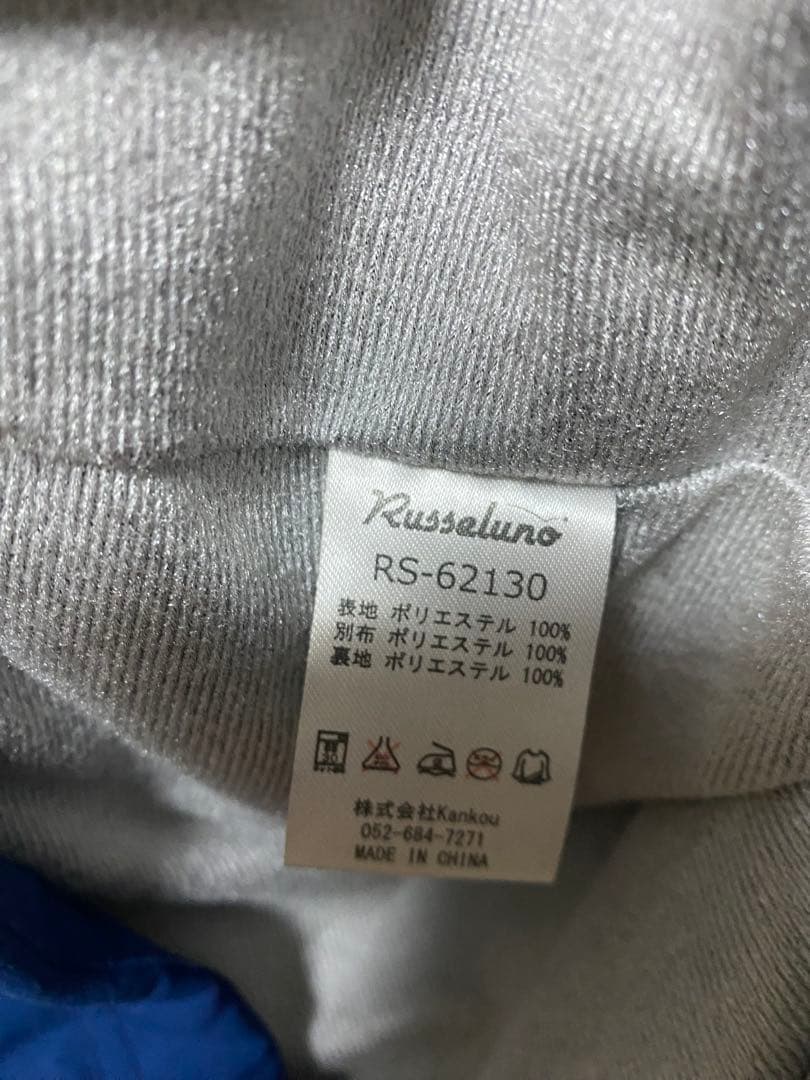 Russeluno
RS-62130
表地 ポリエステル 100%
別布 ポリエステル 100%
裏地 ポリエステル 100%
株式会社Kankou
052-684-7271
MADE IN CHINA